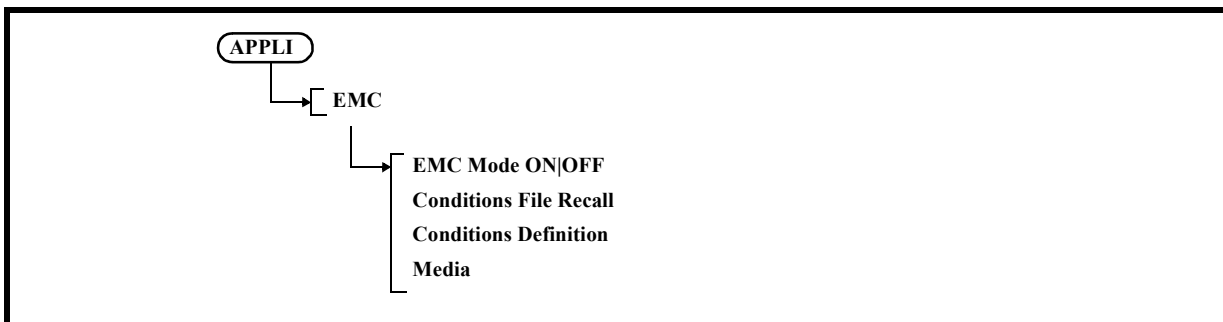 APPLI
EMC
EMC Mode ON|OFF
Conditions File Recall
Conditions Definition
Media